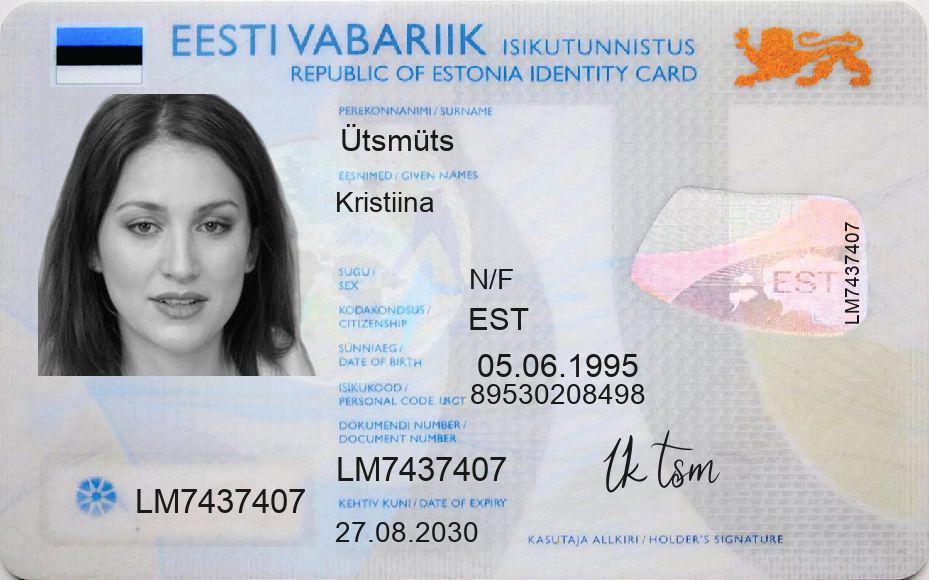 EESTI VABARIIK ISIKUTUNNISTUS
REPUBLIC OF ESTONIA IDENTITY CARD
PEREKONNANIMI / SURNAME
Ütsmüts
EESNIMED / GIVEN NAMES
Kristiina
SUGU /
SEX
N/F
KODAKONDSUS /
CITIZENSHIP
EST
SÜNNIAEG /
DATE OF BIRTH
05.06.1995
ISIKUKOOD /
PERSONAL CODE
89530208498
DOKUMENDI NUMBER /
DOCUMENT NUMBER
LM7437407
LM7437407
KEHTIV KUNI / DATE OF EXPIRY
27.08.2030
EST
LM7437407
KASUTAJA ALLKIRI / HOLDER'S SIGNATURE